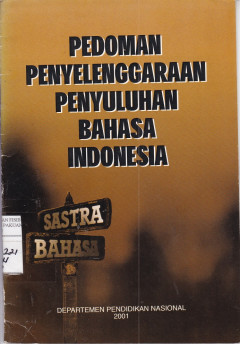 PEDOMAN
PENYELENGGARAAN
PENYULUHAN
BAHASA
INDONESIA
SASTRA
BAHASA
DEPARTEMEN PENDIDIKAN NASIONAL
2001